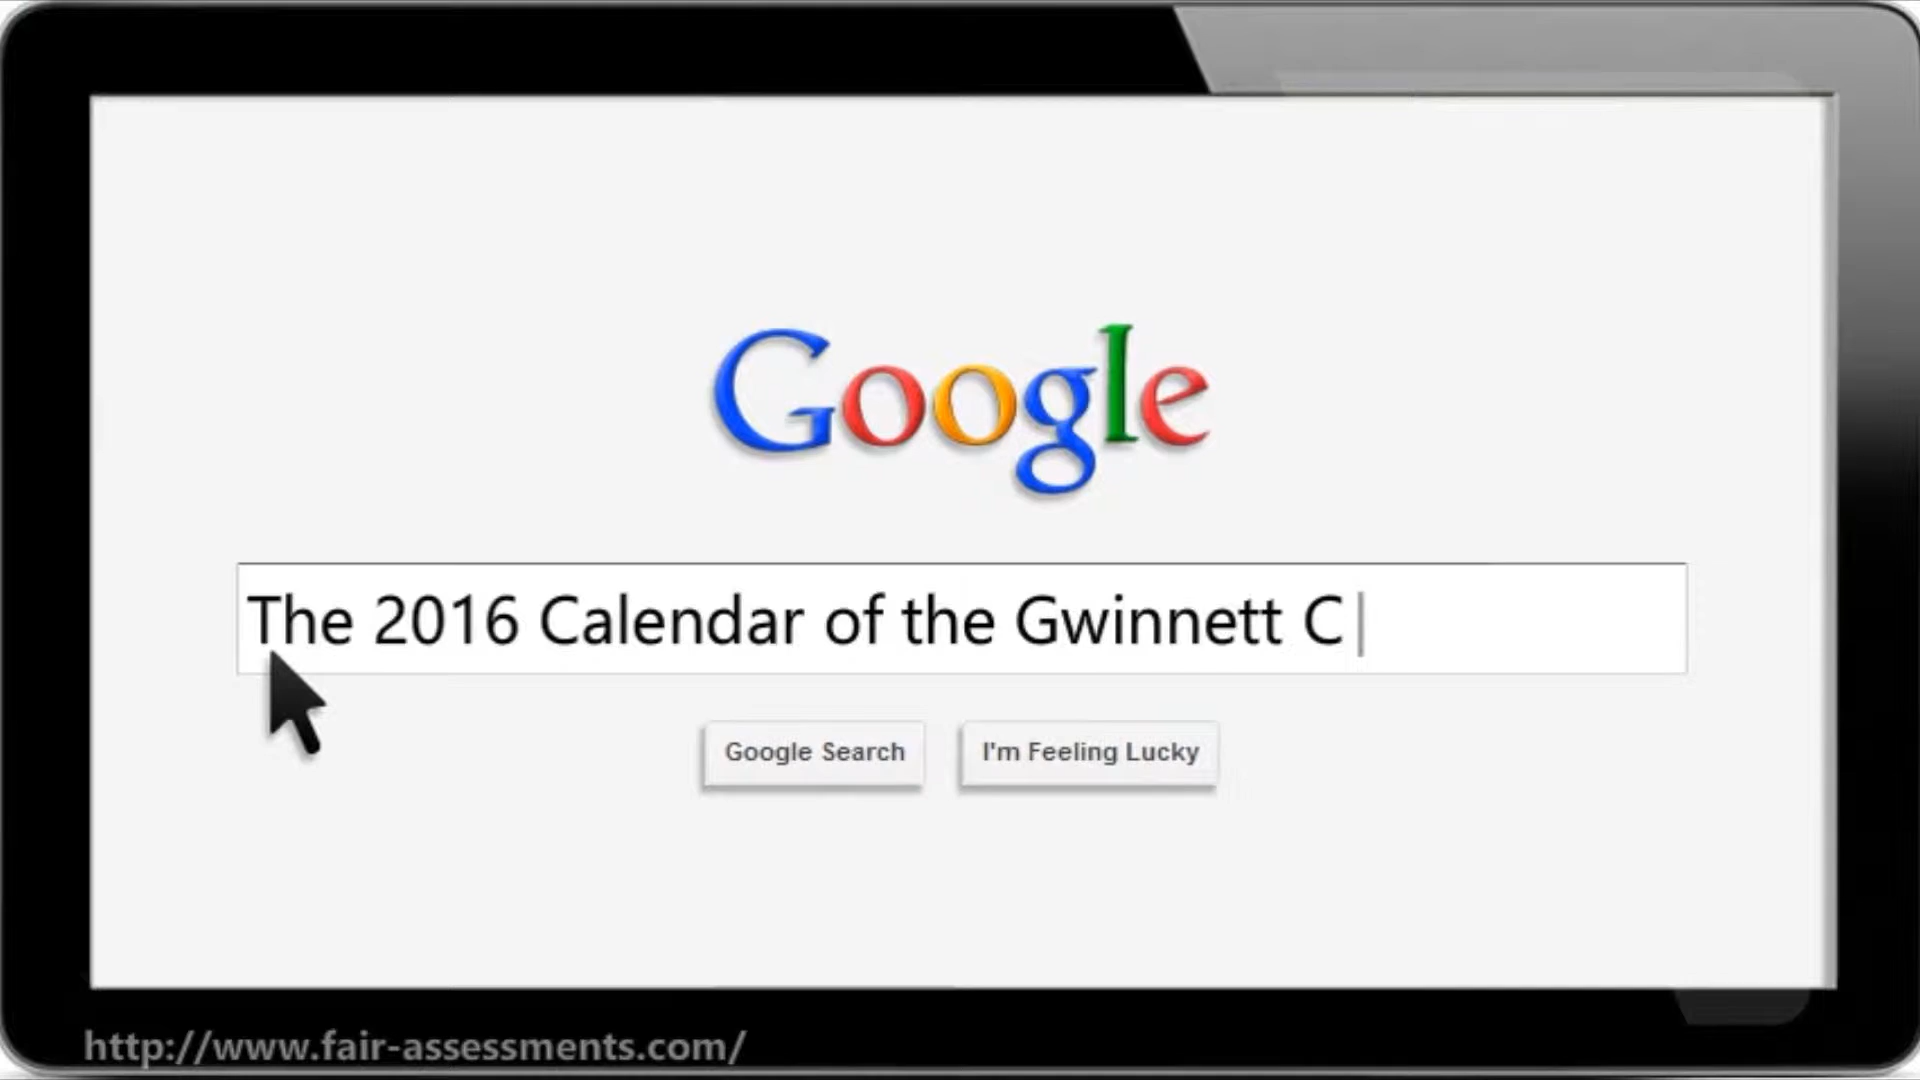 Google
The 2016 Calendar of the Gwinnett C
Google Search
I'm Feeling Lucky
http://www.fair-assessments.com/